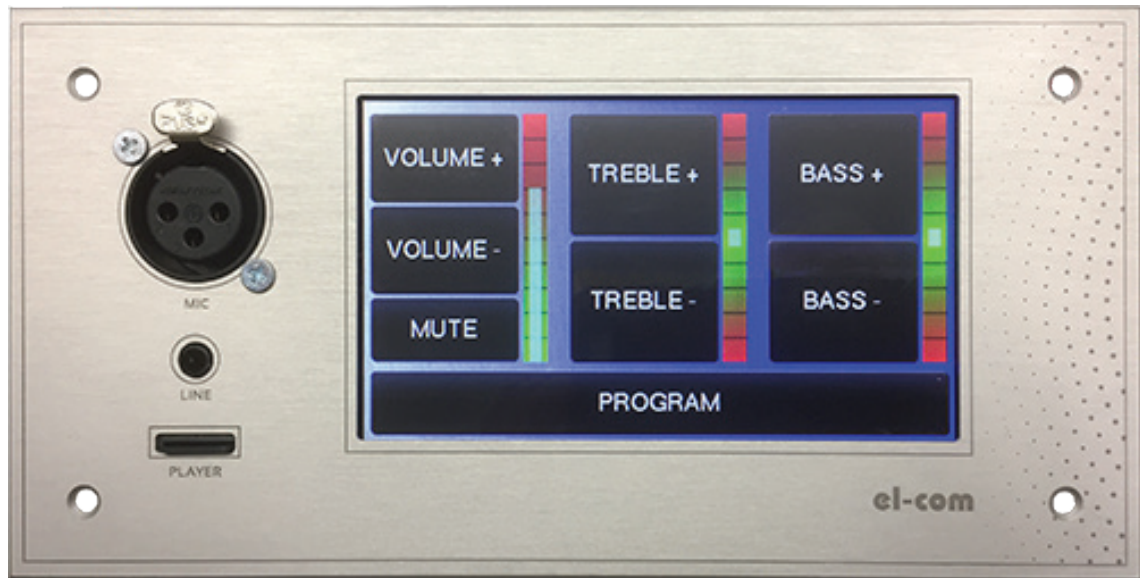 MIC
LINE
PLAYER
VOLUME +
VOLUME -
MUTE
TREBLE +
TREBLE -
BASS +
BASS -
PROGRAM
el-com